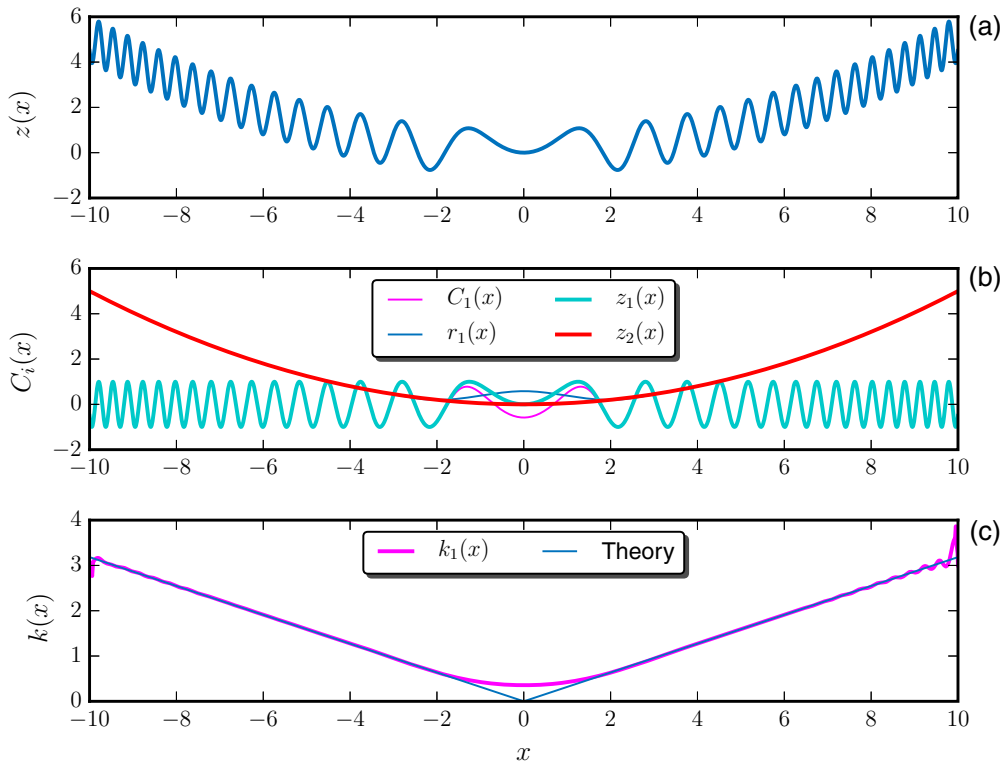 (a)
z(x)
6
4
2
0
−2
−10 −8 −6 −4 −2 0 2 4 6 8 10
(b)
C_i(x)
6
4
2
0
−2
C_1(x) z_1(x)
r_1(x) z_2(x)
−10 −8 −6 −4 −2 0 2 4 6 8 10
(c)
k(x)
4
3
2
1
0
k_1(x) Theory
−10 −8 −6 −4 −2 0 2 4 6 8 10
x